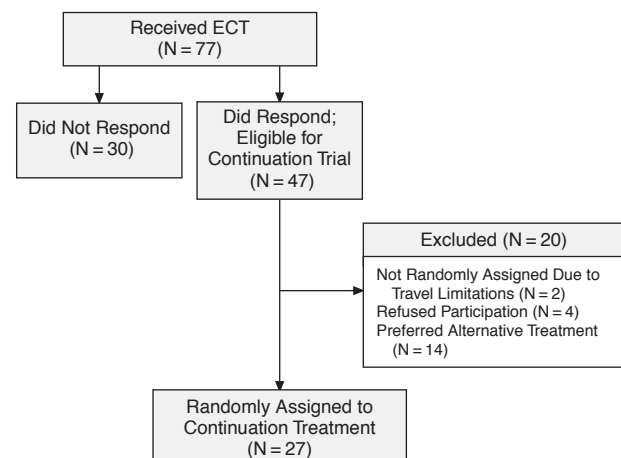 Received ECT
(N = 77)
Did Not Respond
(N = 30)
Did Respond;
Eligible for
Continuation Trial
(N = 47)
Excluded (N = 20)
Not Randomly Assigned Due to
Travel Limitations (N = 2)
Refused Participation (N = 4)
Preferred Alternative Treatment
(N = 14)
Randomly Assigned to
Continuation Treatment
(N = 27)